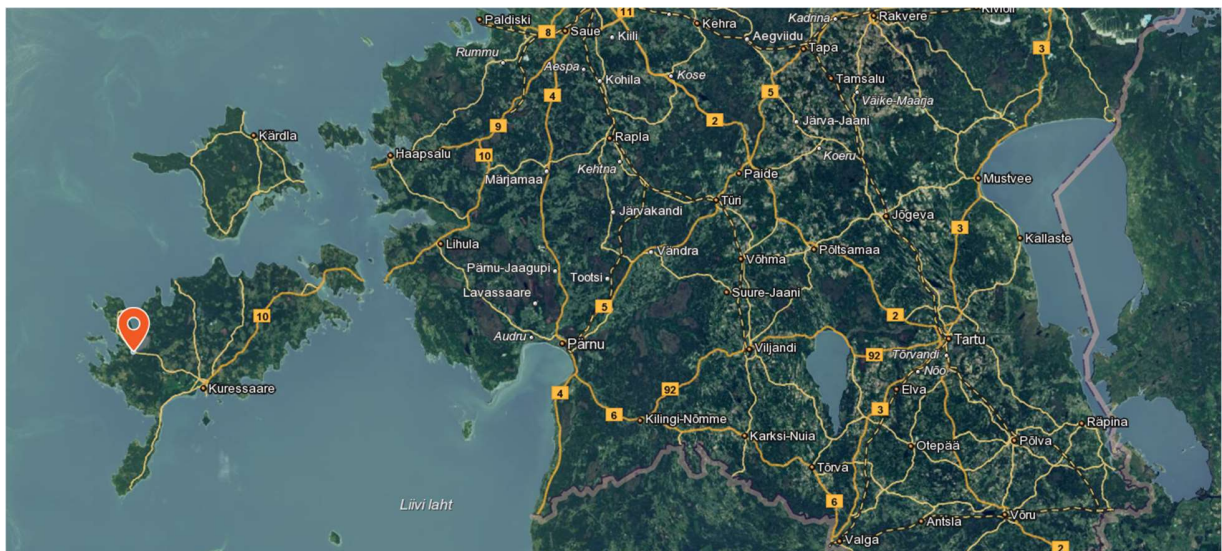 Paldiski
8
Saue
11
Kiili
Kehra
Aegviidu
Kadrina
Rakvere
Kiviõli
Tapa
3
Rummu
Aespa
Kohila
Kose
Tamsalu
4
5
Väike-Maarja
Kärdla
9
2
Järva-Jaani
Rapla
Haapsalu
10
Koeru
Kehtna
Märjamaa
Paide
Mustvee
Türi
Järvakandi
Jõgeva
3
Lihula
Kallaste
Vändra
Võhma
Põltsamaa
Pärnu-Jaagupi
Tootsi
Lavassaare
Suure-Jaani
5
10
2
Audru
Pärnu
Viljandi
Tartu
92
Tõrvandi
Nõo
Kuressaare
4
92
Elva
3
6
Kilingi-Nõmme
Räpina
Karksi-Nuia
Otepää
Põlva
Tõrva
Liivi laht
6
Antsla
Võru
Valga
2